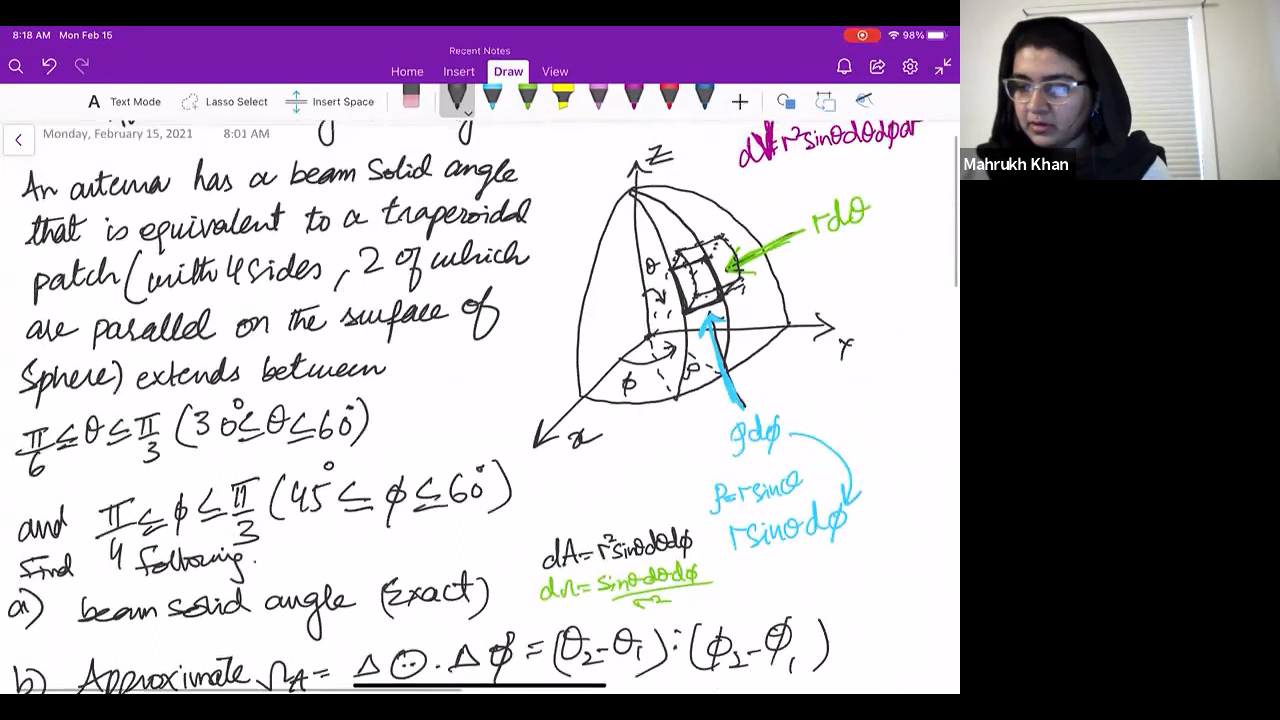 8:18 AM Mon Feb 15
98%
Recent Notes
Home Insert Draw View
A Text Mode Lasso Select Insert Space
Monday, February 15, 2021 8:01 AM
An antenna has a beam solid angle
that is equivalent to a trapezoidal
patch (with 4 sides, 2 of which
are parallel on the surface of
Sphere) extends between
π/6 ≤ θ ≤ π/3 (30° ≤ θ ≤ 60°)
and π/4 ≤ ϕ ≤ π/3 (45° ≤ ϕ ≤ 60°)
Find following.
a) beam solid angle (Exact)
b) Approximate Ω_A = Δ Θ . Δ ϕ = (θ₂-θ₁) : (ϕ₂-ϕ₁)
dV=r²sinθdθdϕdr
Z
rdθ
θ
Y
ϕ
ρ
x
ρdϕ
ρ=rsinθ
rsinθdϕ
dA=r²sinθdθdϕ
dΩ=sinθdθdϕ/r²
Mahrukh Khan